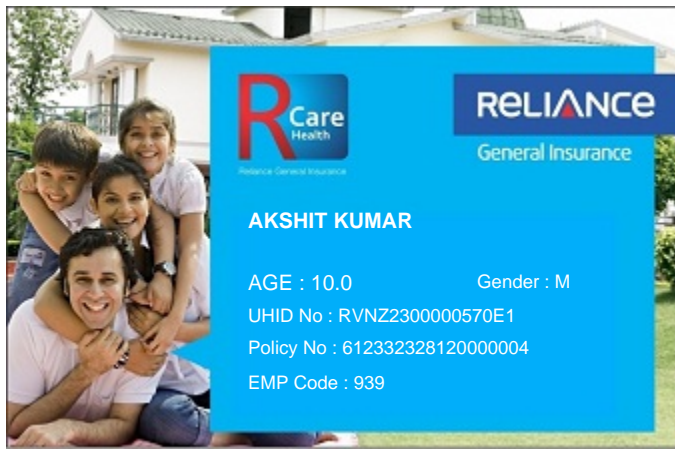 R Care
Health
Reliance General Insurance
RELIANCE
General Insurance
AKSHIT KUMAR
AGE : 10.0 Gender : M
UHID No : RVNZ2300000570E1
Policy No : 612332328120000004
EMP Code : 939